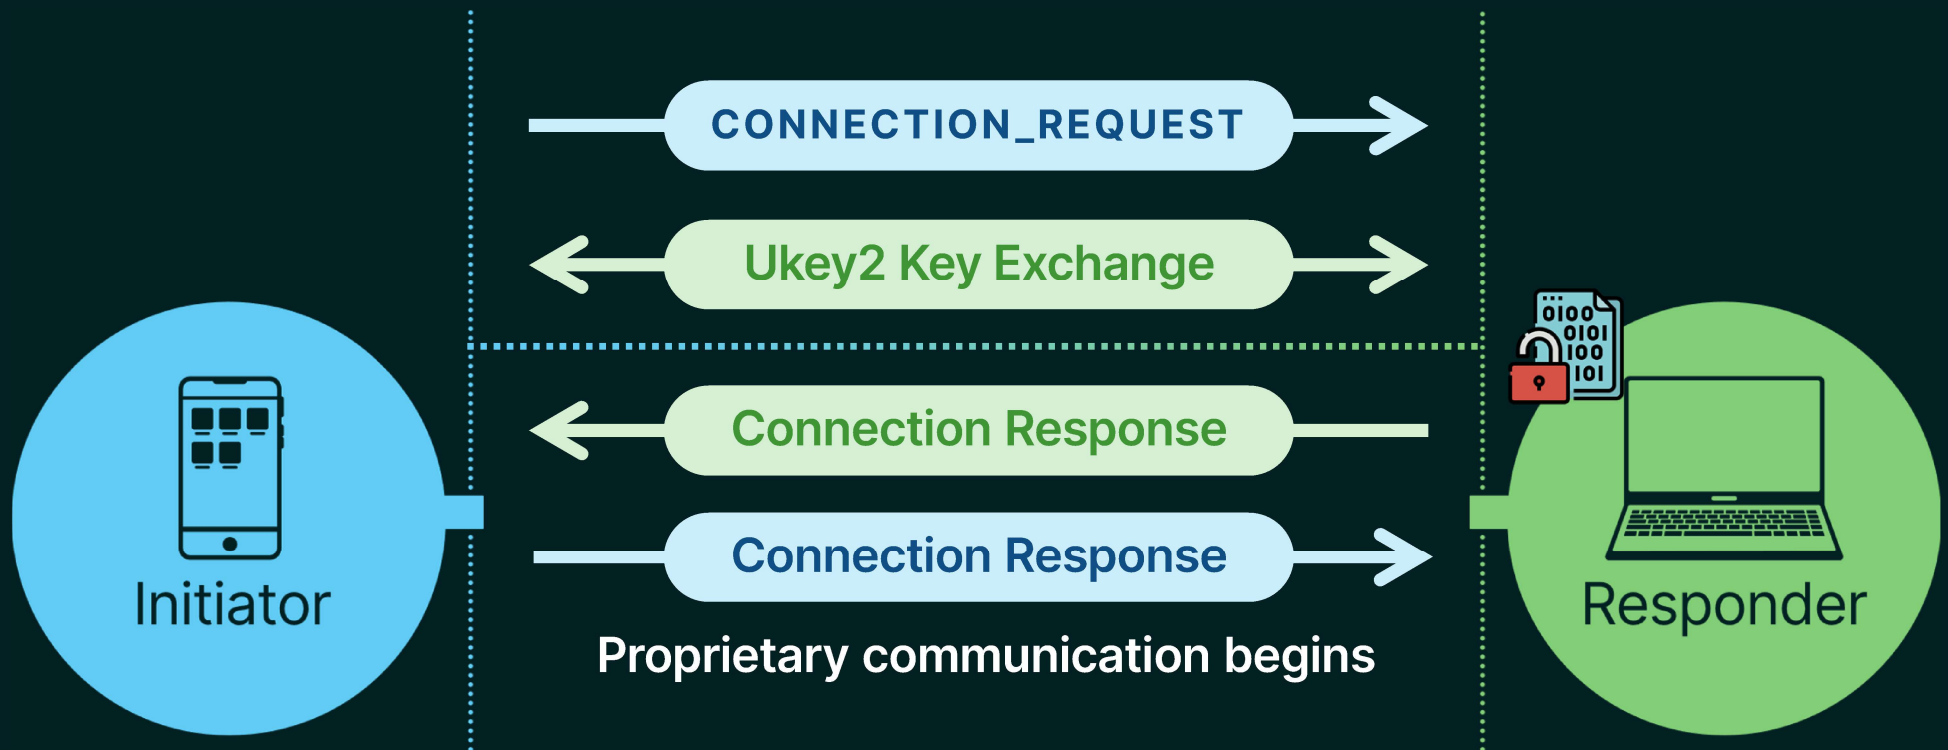 CONNECTION_REQUEST
Ukey2 Key Exchange
0100
0101
100
101
Connection Response
Connection Response
Initiator
Responder
Proprietary communication begins